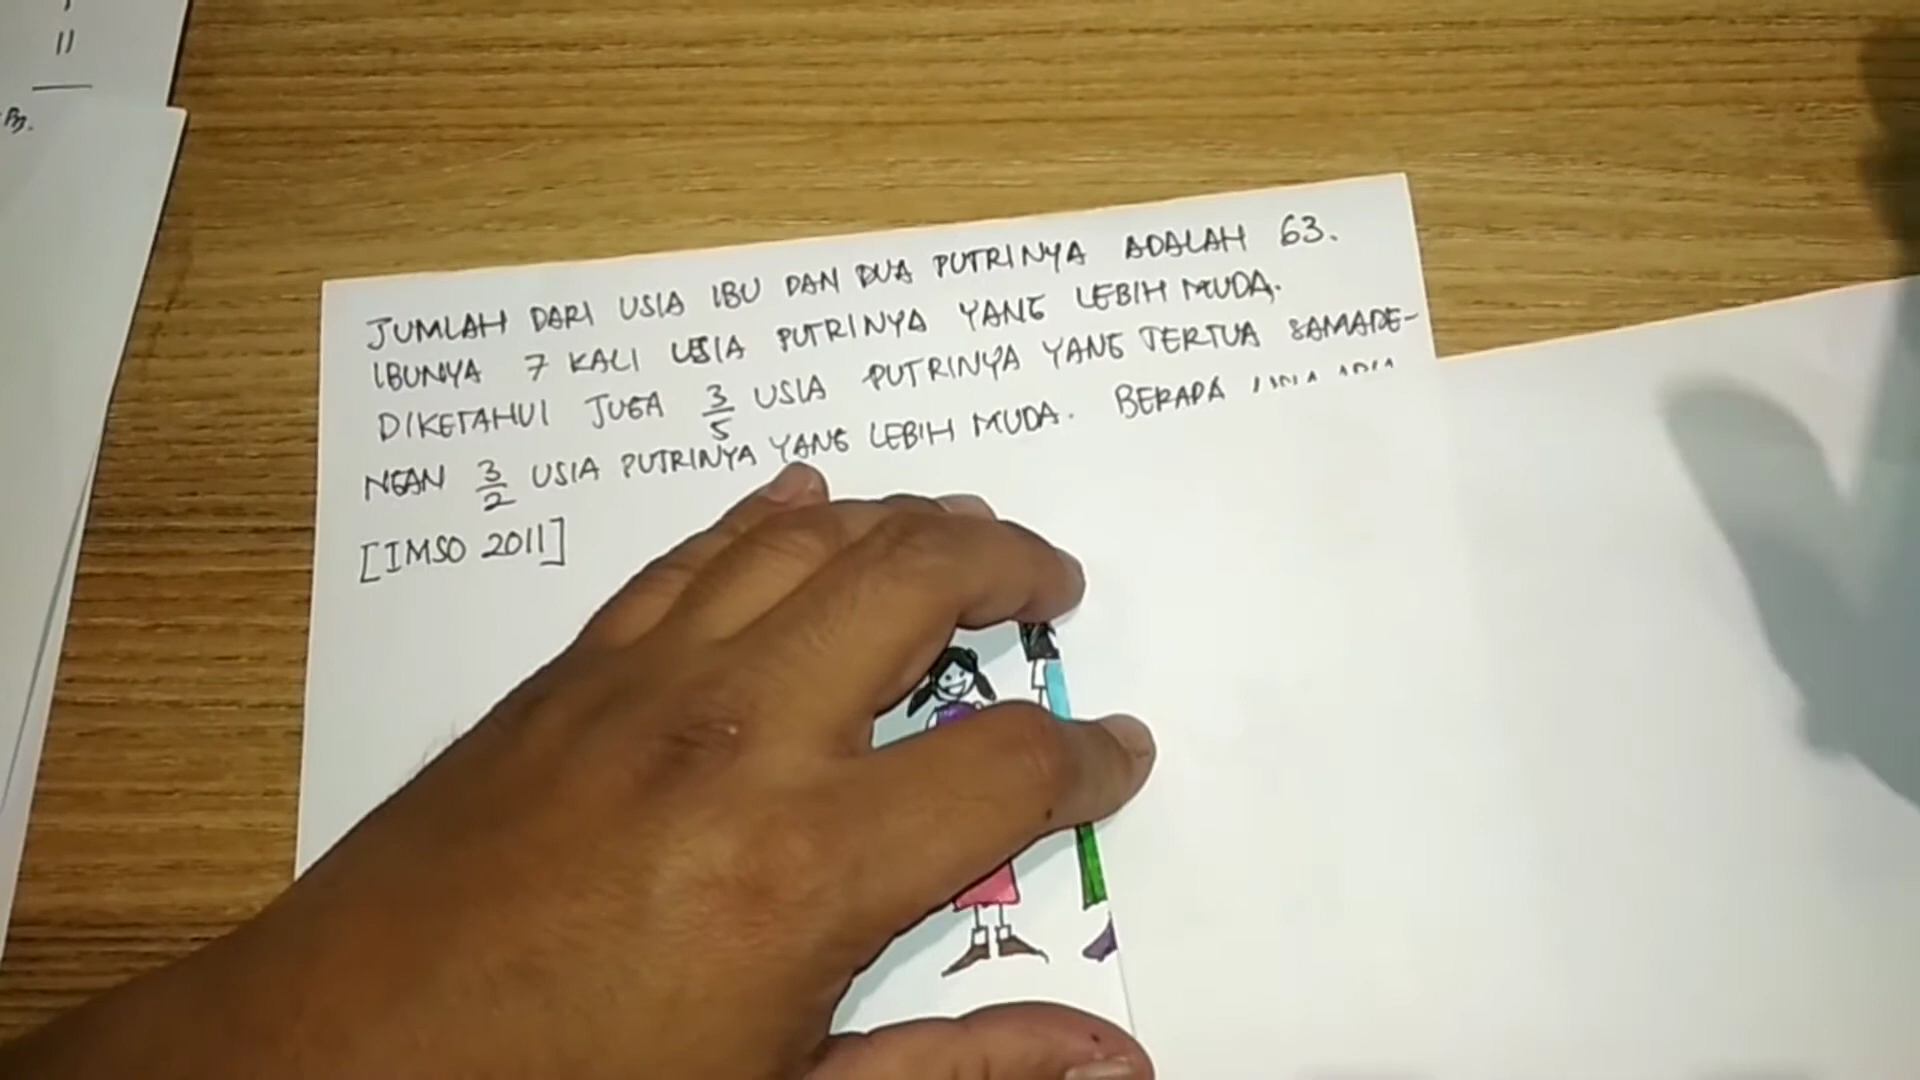 11
JUMLAH DARI USIA IBU DAN DUA PUTRINYA ADALAH 63.
IBUNYA 7 KALI USIA PUTRINYA YANG LEBIH MUDA.
DIKETAHUI JUGA 3/5 USIA PUTRINYA YANG TERTUA SAMADE-
NGAN 3/2 USIA PUTRINYA YANG LEBIH MUDA. BERAPA
[IMSO 2011]